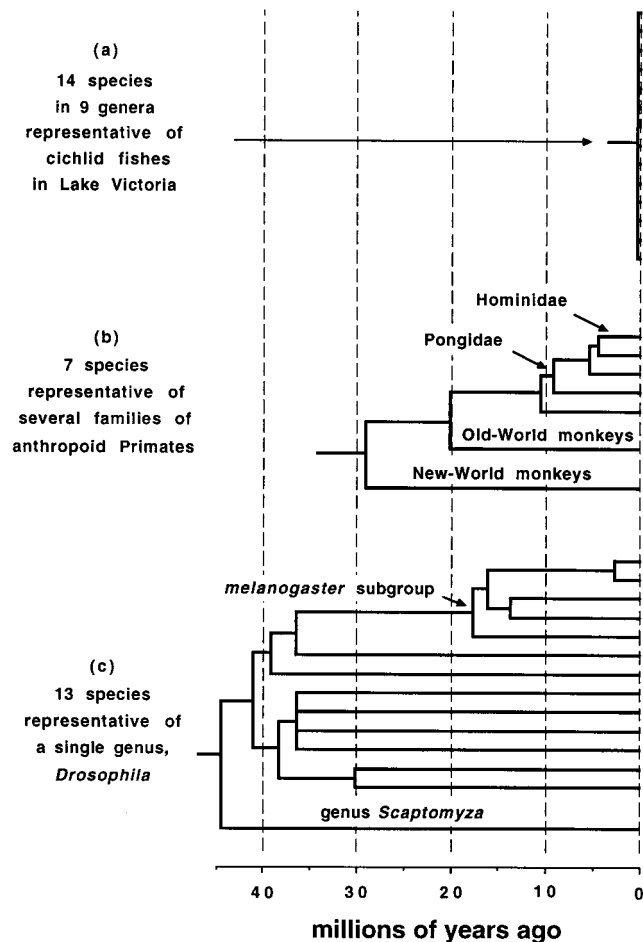 (a)
14 species
in 9 genera
representative of
cichlid fishes
in Lake Victoria
Hominidae
Pongidae
(b)
7 species
representative of
several families of
anthropoid Primates
Old-World monkeys
New-World monkeys
melanogaster subgroup
(c)
13 species
representative of
a single genus,
Drosophila
genus Scaptomyza
40 30 20 10 0
millions of years ago